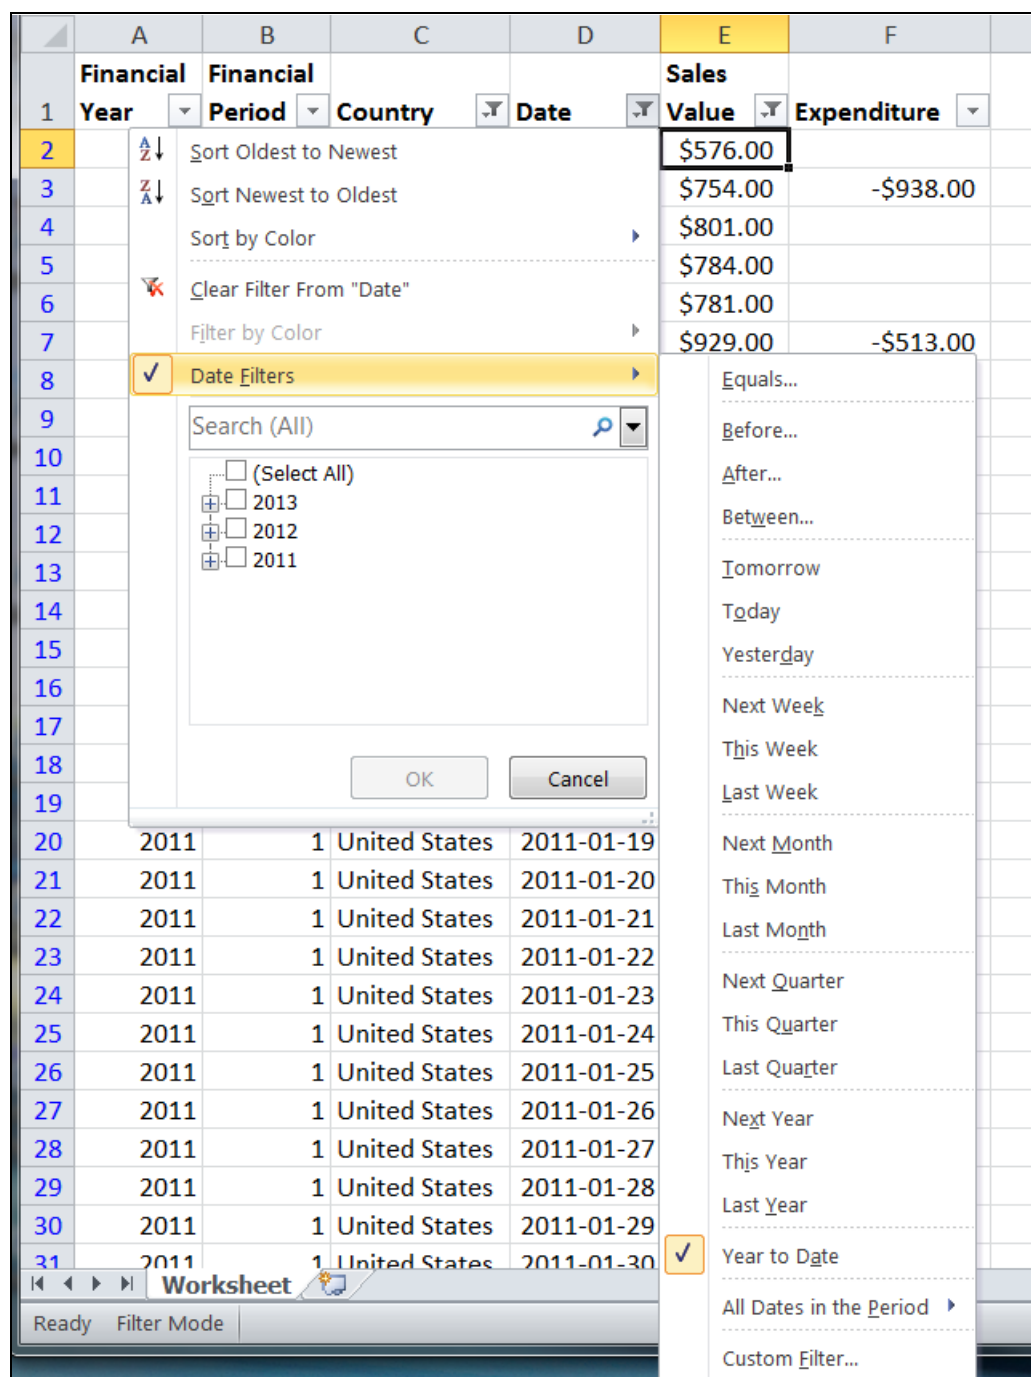 A B C D E F
Financial Financial Sales
1 Year Period Country Date Value Expenditure
2 $576.00
3 $754.00 -$938.00
4 $801.00
5 $784.00
6 $781.00
7 $929.00 -$513.00
8
9
10
11
12
13
14
15
16
17
18
19
Sort Oldest to Newest
Sort Newest to Oldest
Sort by Color
Clear Filter From "Date"
Filter by Color
Date Filters
Search (All)
(Select All)
2013
2012
2011
OK Cancel
20 2011 1 United States 2011-01-19
21 2011 1 United States 2011-01-20
22 2011 1 United States 2011-01-21
23 2011 1 United States 2011-01-22
24 2011 1 United States 2011-01-23
25 2011 1 United States 2011-01-24
26 2011 1 United States 2011-01-25
27 2011 1 United States 2011-01-26
28 2011 1 United States 2011-01-27
29 2011 1 United States 2011-01-28
30 2011 1 United States 2011-01-29
31 2011 1 United States 2011-01-30
Equals...
Before...
After...
Between...
Tomorrow
Today
Yesterday
Next Week
This Week
Last Week
Next Month
This Month
Last Month
Next Quarter
This Quarter
Last Quarter
Next Year
This Year
Last Year
Year to Date
All Dates in the Period
Custom Filter...
Worksheet
Ready Filter Mode